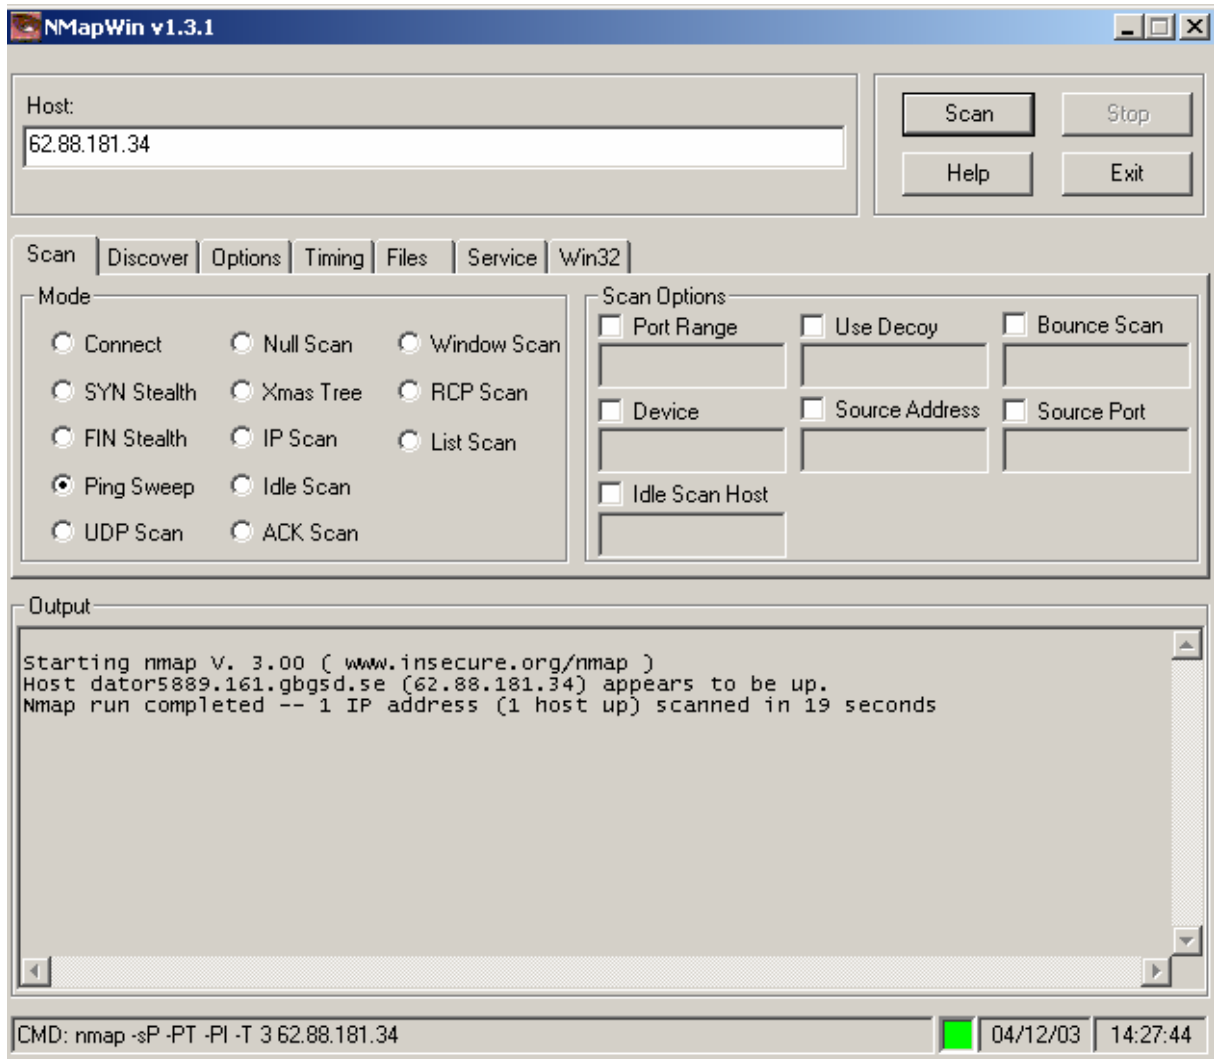 NMapWin v1.3.1
Host:
62.88.181.34
Scan Stop
Help Exit
Scan Discover Options Timing Files Service Win32
Mode
Connect Null Scan Window Scan
SYN Stealth Xmas Tree RCP Scan
FIN Stealth IP Scan List Scan
Ping Sweep Idle Scan
UDP Scan ACK Scan
Scan Options
Port Range Use Decoy Bounce Scan
Device Source Address Source Port
Idle Scan Host
Output
Starting nmap V. 3.00 ( www.insecure.org/nmap )
Host dator5889.161.gbgsd.se (62.88.181.34) appears to be up.
Nmap run completed -- 1 IP address (1 host up) scanned in 19 seconds
CMD: nmap -sP -PT -PI -T 3 62.88.181.34 04/12/03 14:27:44